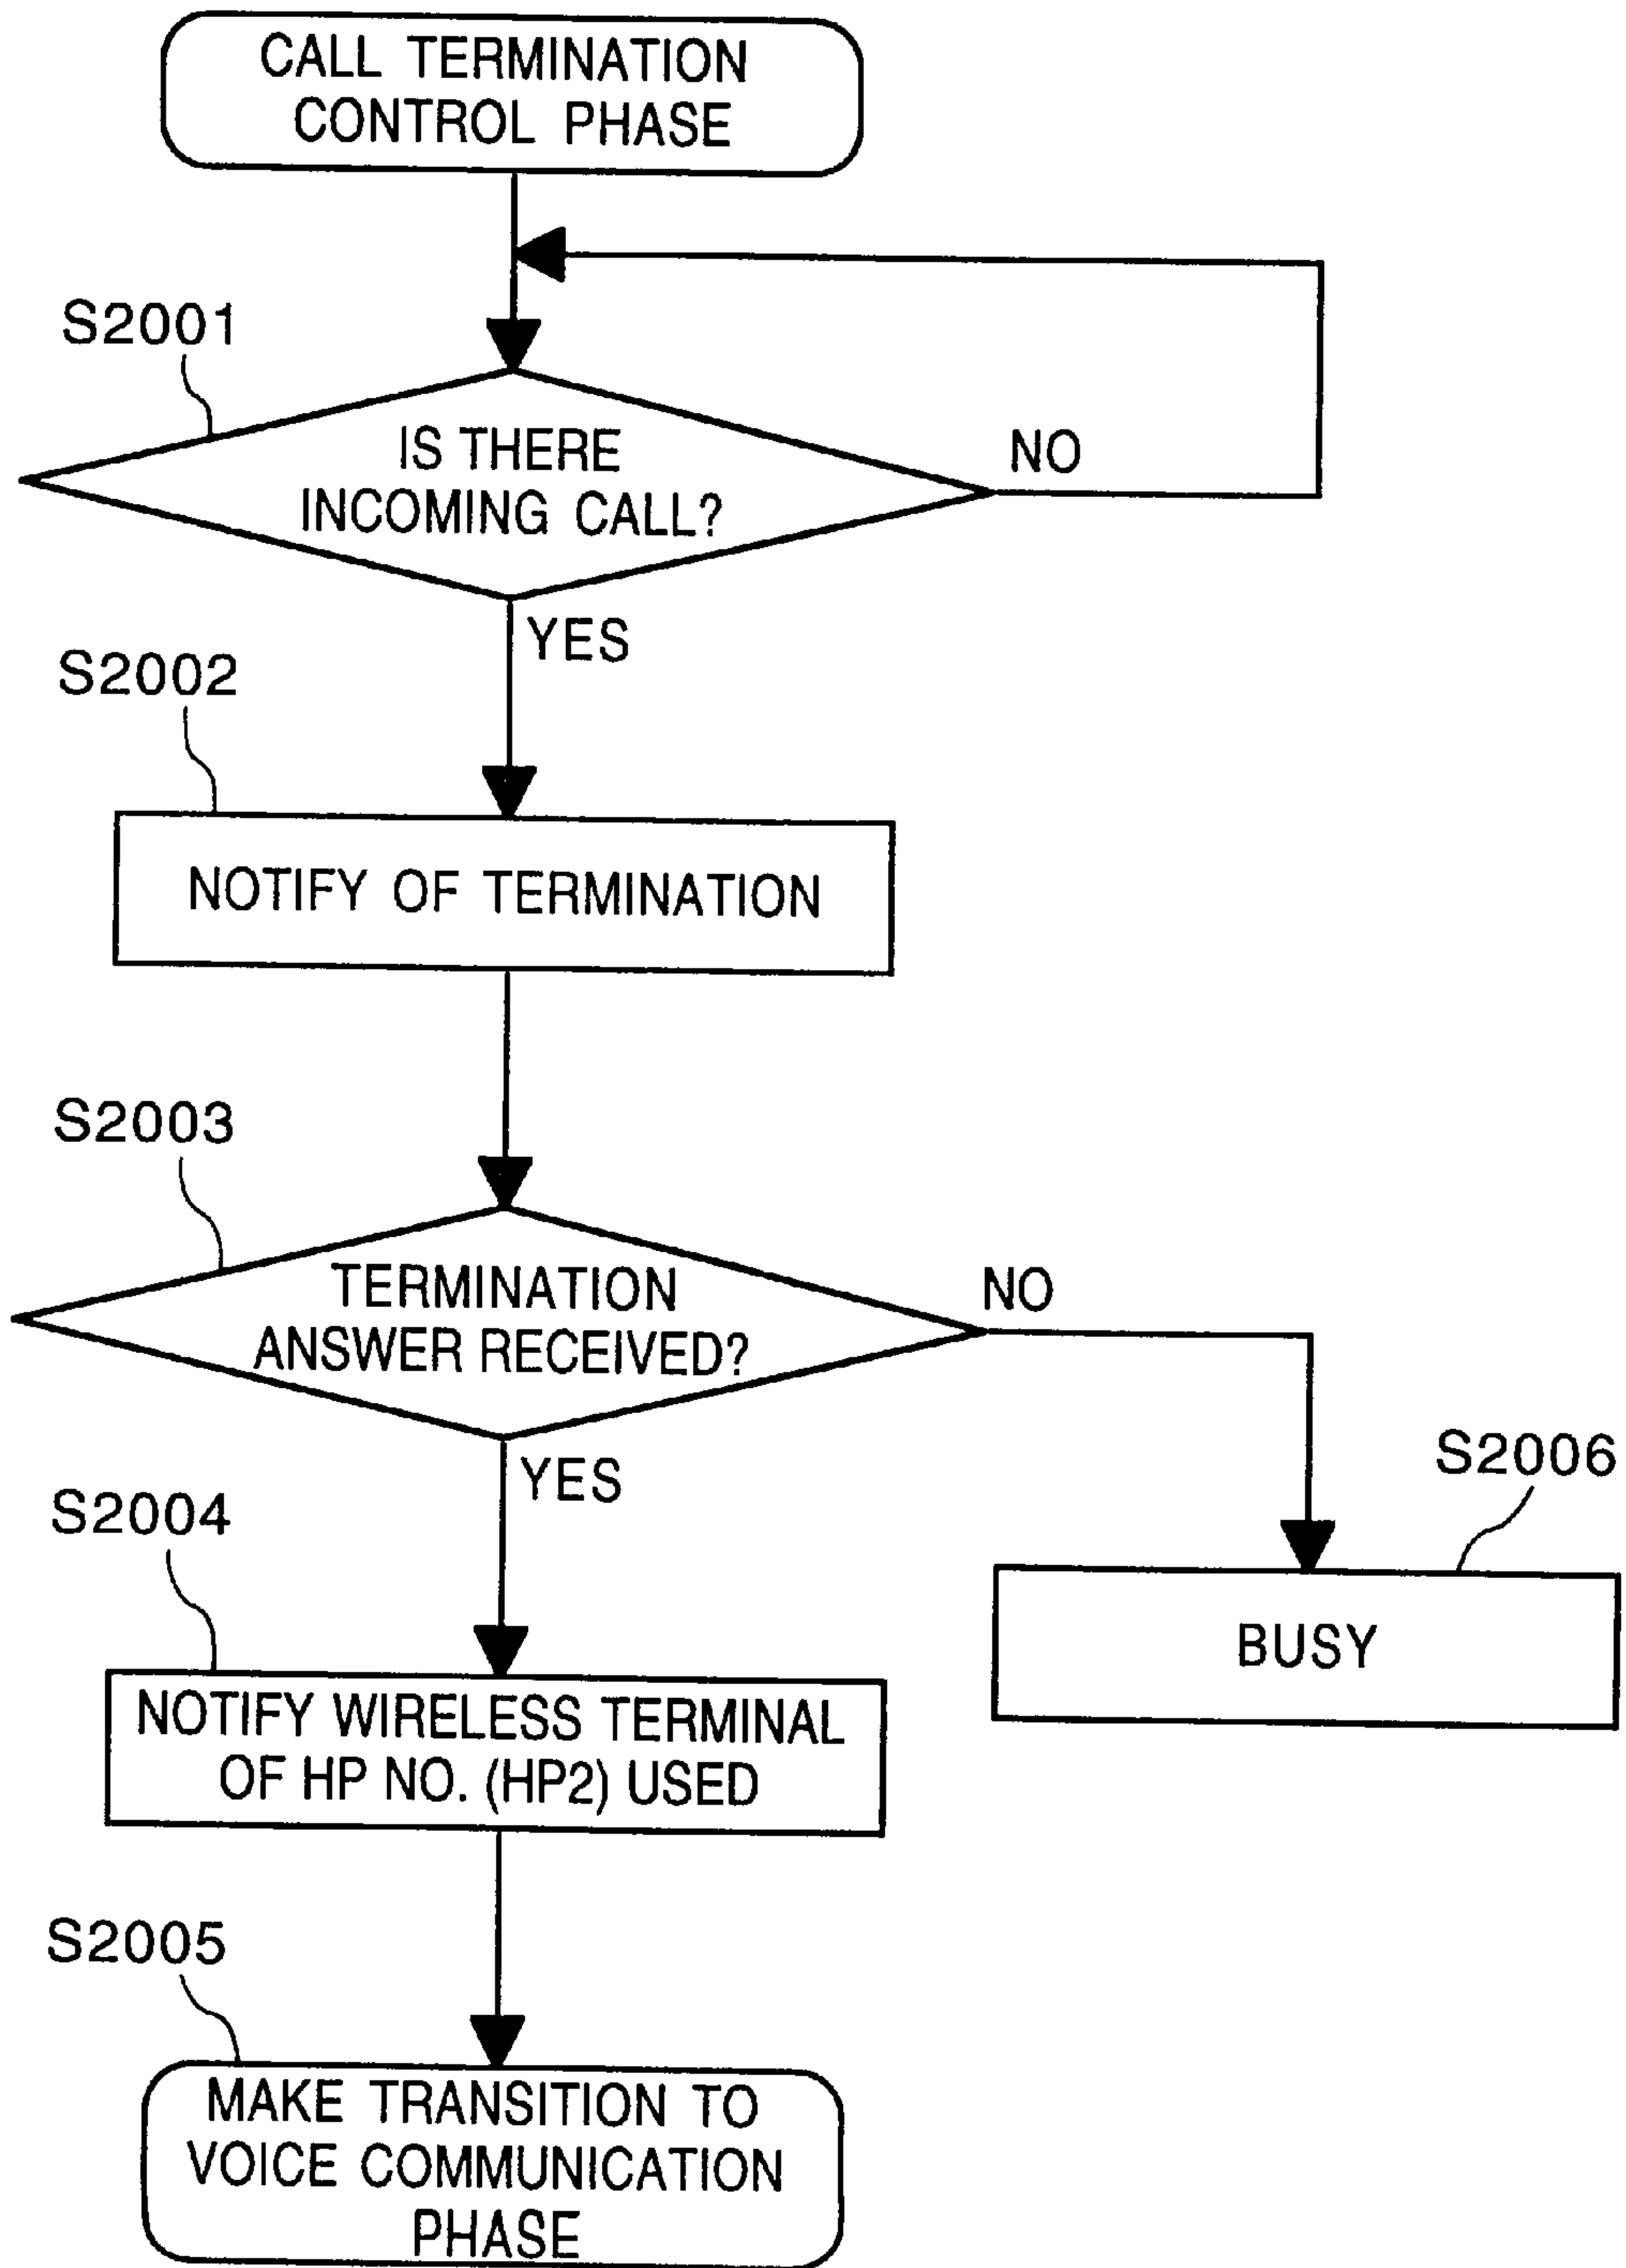 CALL TERMINATION
CONTROL PHASE
S2001
IS THERE
INCOMING CALL?
NO
YES
S2002
NOTIFY OF TERMINATION
S2003
TERMINATION
ANSWER RECEIVED?
NO
YES
S2004
NOTIFY WIRELESS TERMINAL
OF HP NO. (HP2) USED
S2006
BUSY
S2005
MAKE TRANSITION TO
VOICE COMMUNICATION
PHASE